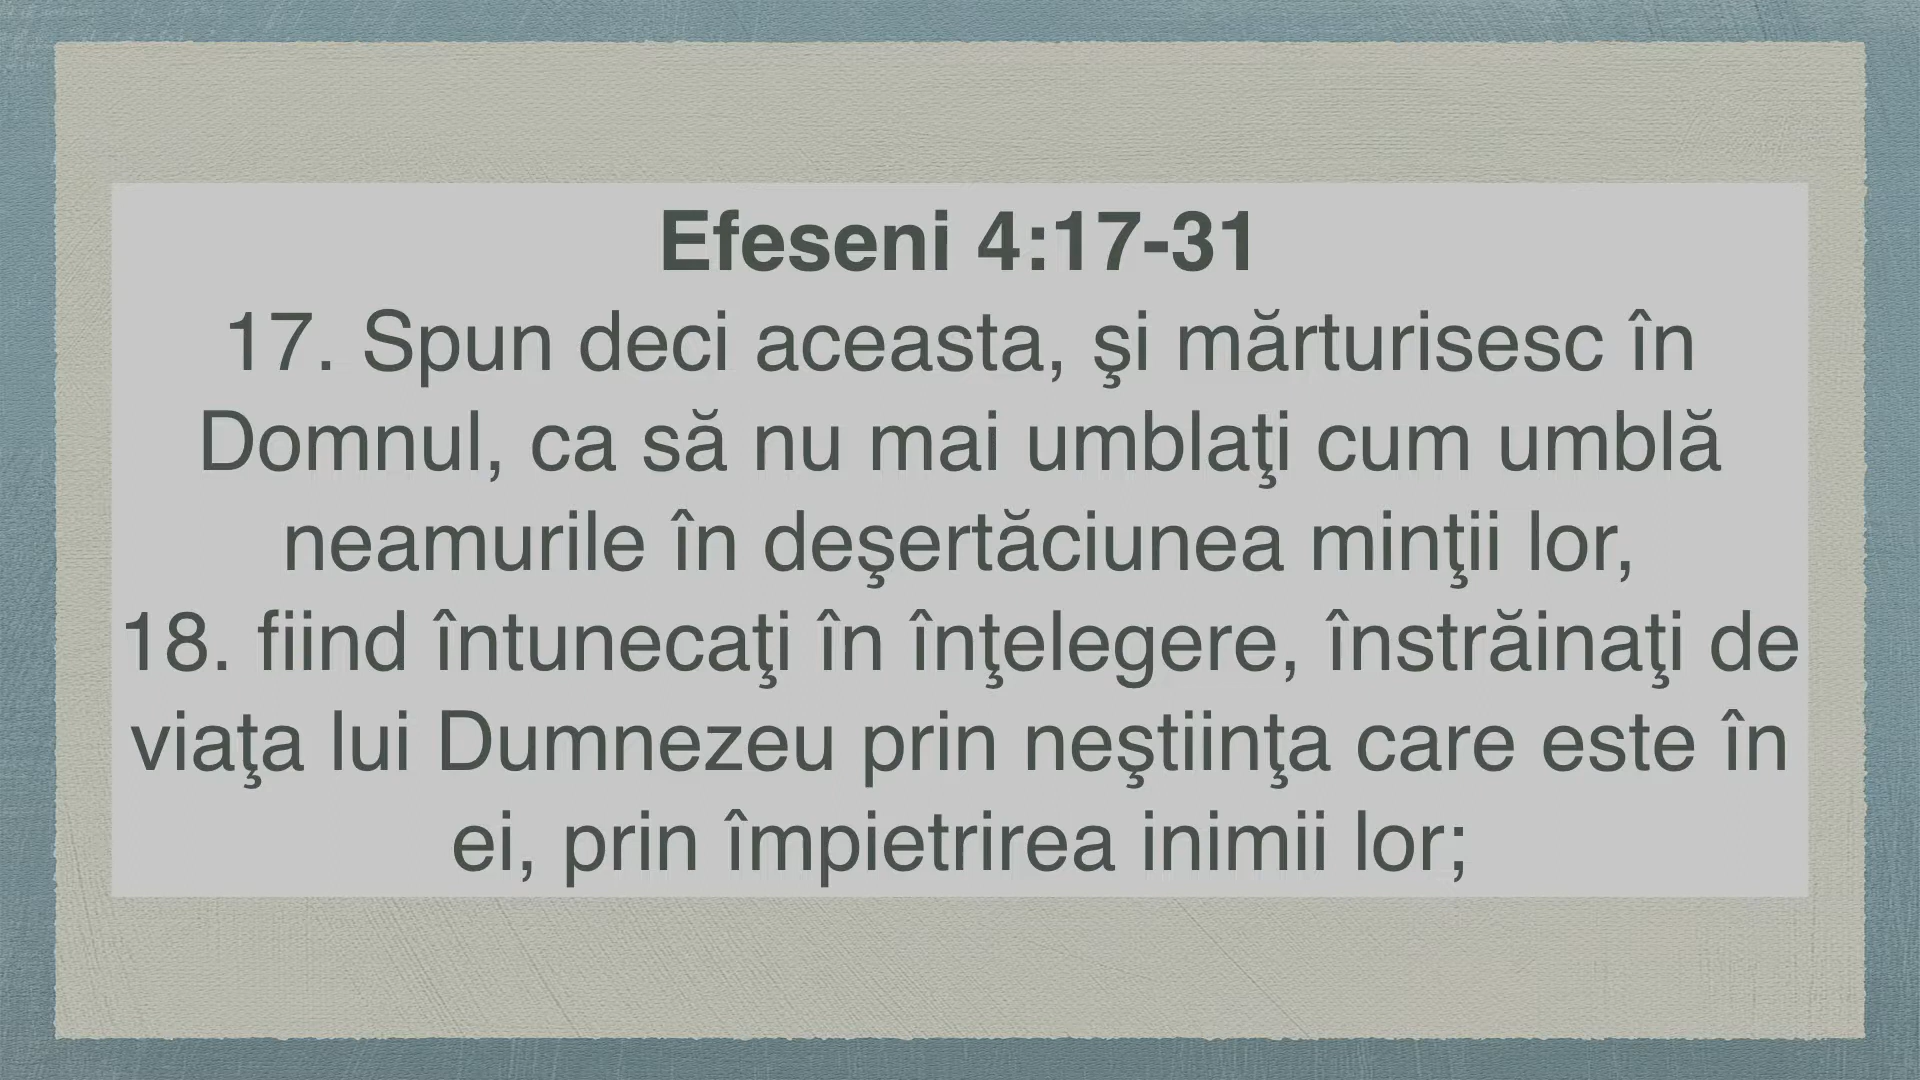 Efeseni 4:17-31
17. Spun deci aceasta, şi mărturisesc în
Domnul, ca să nu mai umblaţi cum umblă
neamurile în deşertăciunea minţii lor,
18. fiind întunecaţi în înţelegere, înstrăinaţi de
viaţa lui Dumnezeu prin neştiinţa care este în
ei, prin împietrirea inimii lor;